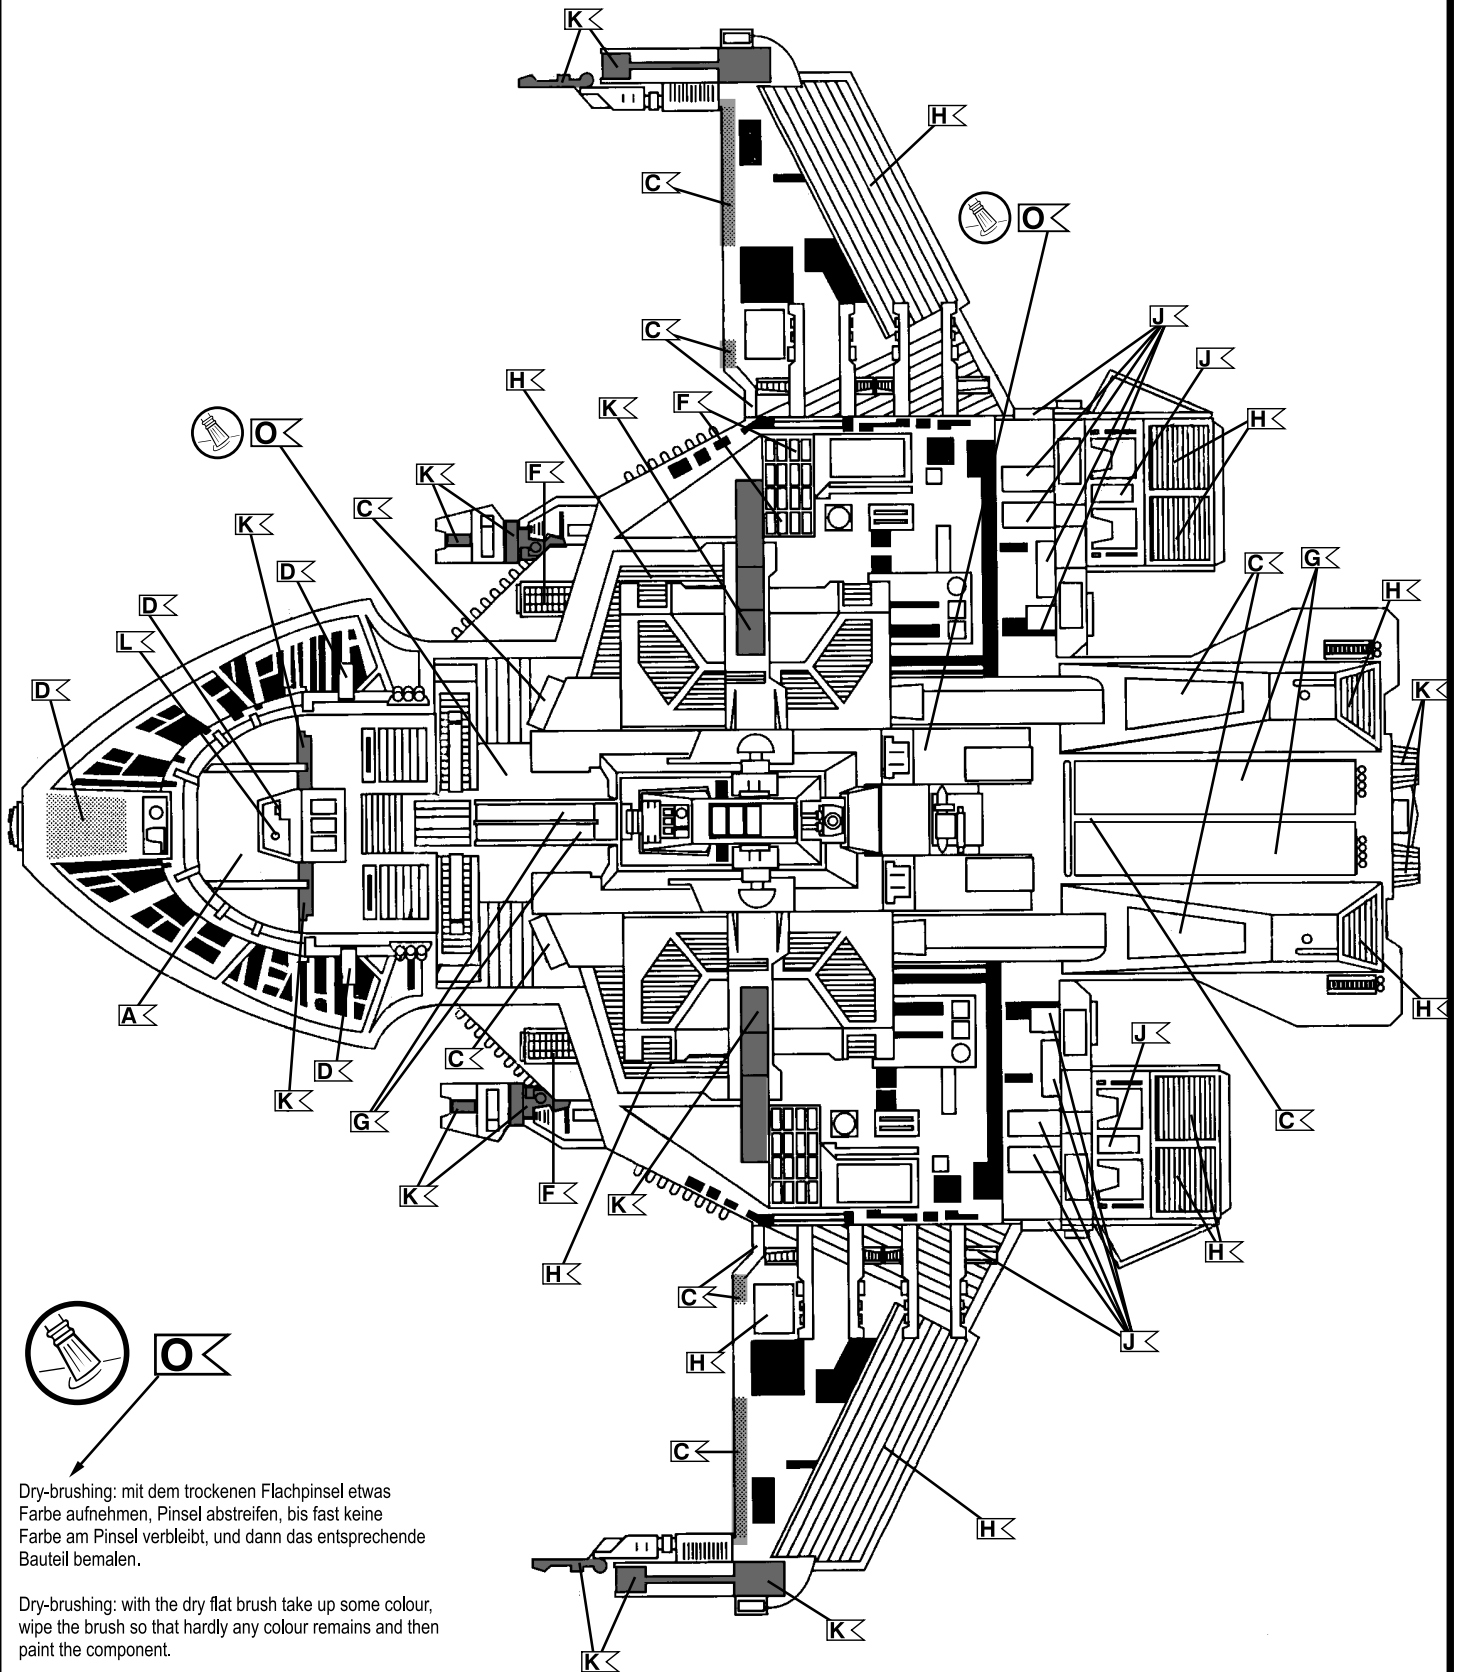 K
H
C
O
C
J
J
H
K
F
H
O
K
F
C
K
D
C
G
H
D
L
D
K
A
D
K
C
G
J
H
C
K
F
K
H
H
C
H
J
O
C
H
K
K
Dry-brushing: mit dem trockenen Flachpinsel etwas
Farbe aufnehmen, Pinsel abstreifen, bis fast keine
Farbe am Pinsel verbleibt, und dann das entsprechende
Bauteil bemalen.
Dry-brushing: with the dry flat brush take up some colour,
wipe the brush so that hardly any colour remains and then
paint the component.